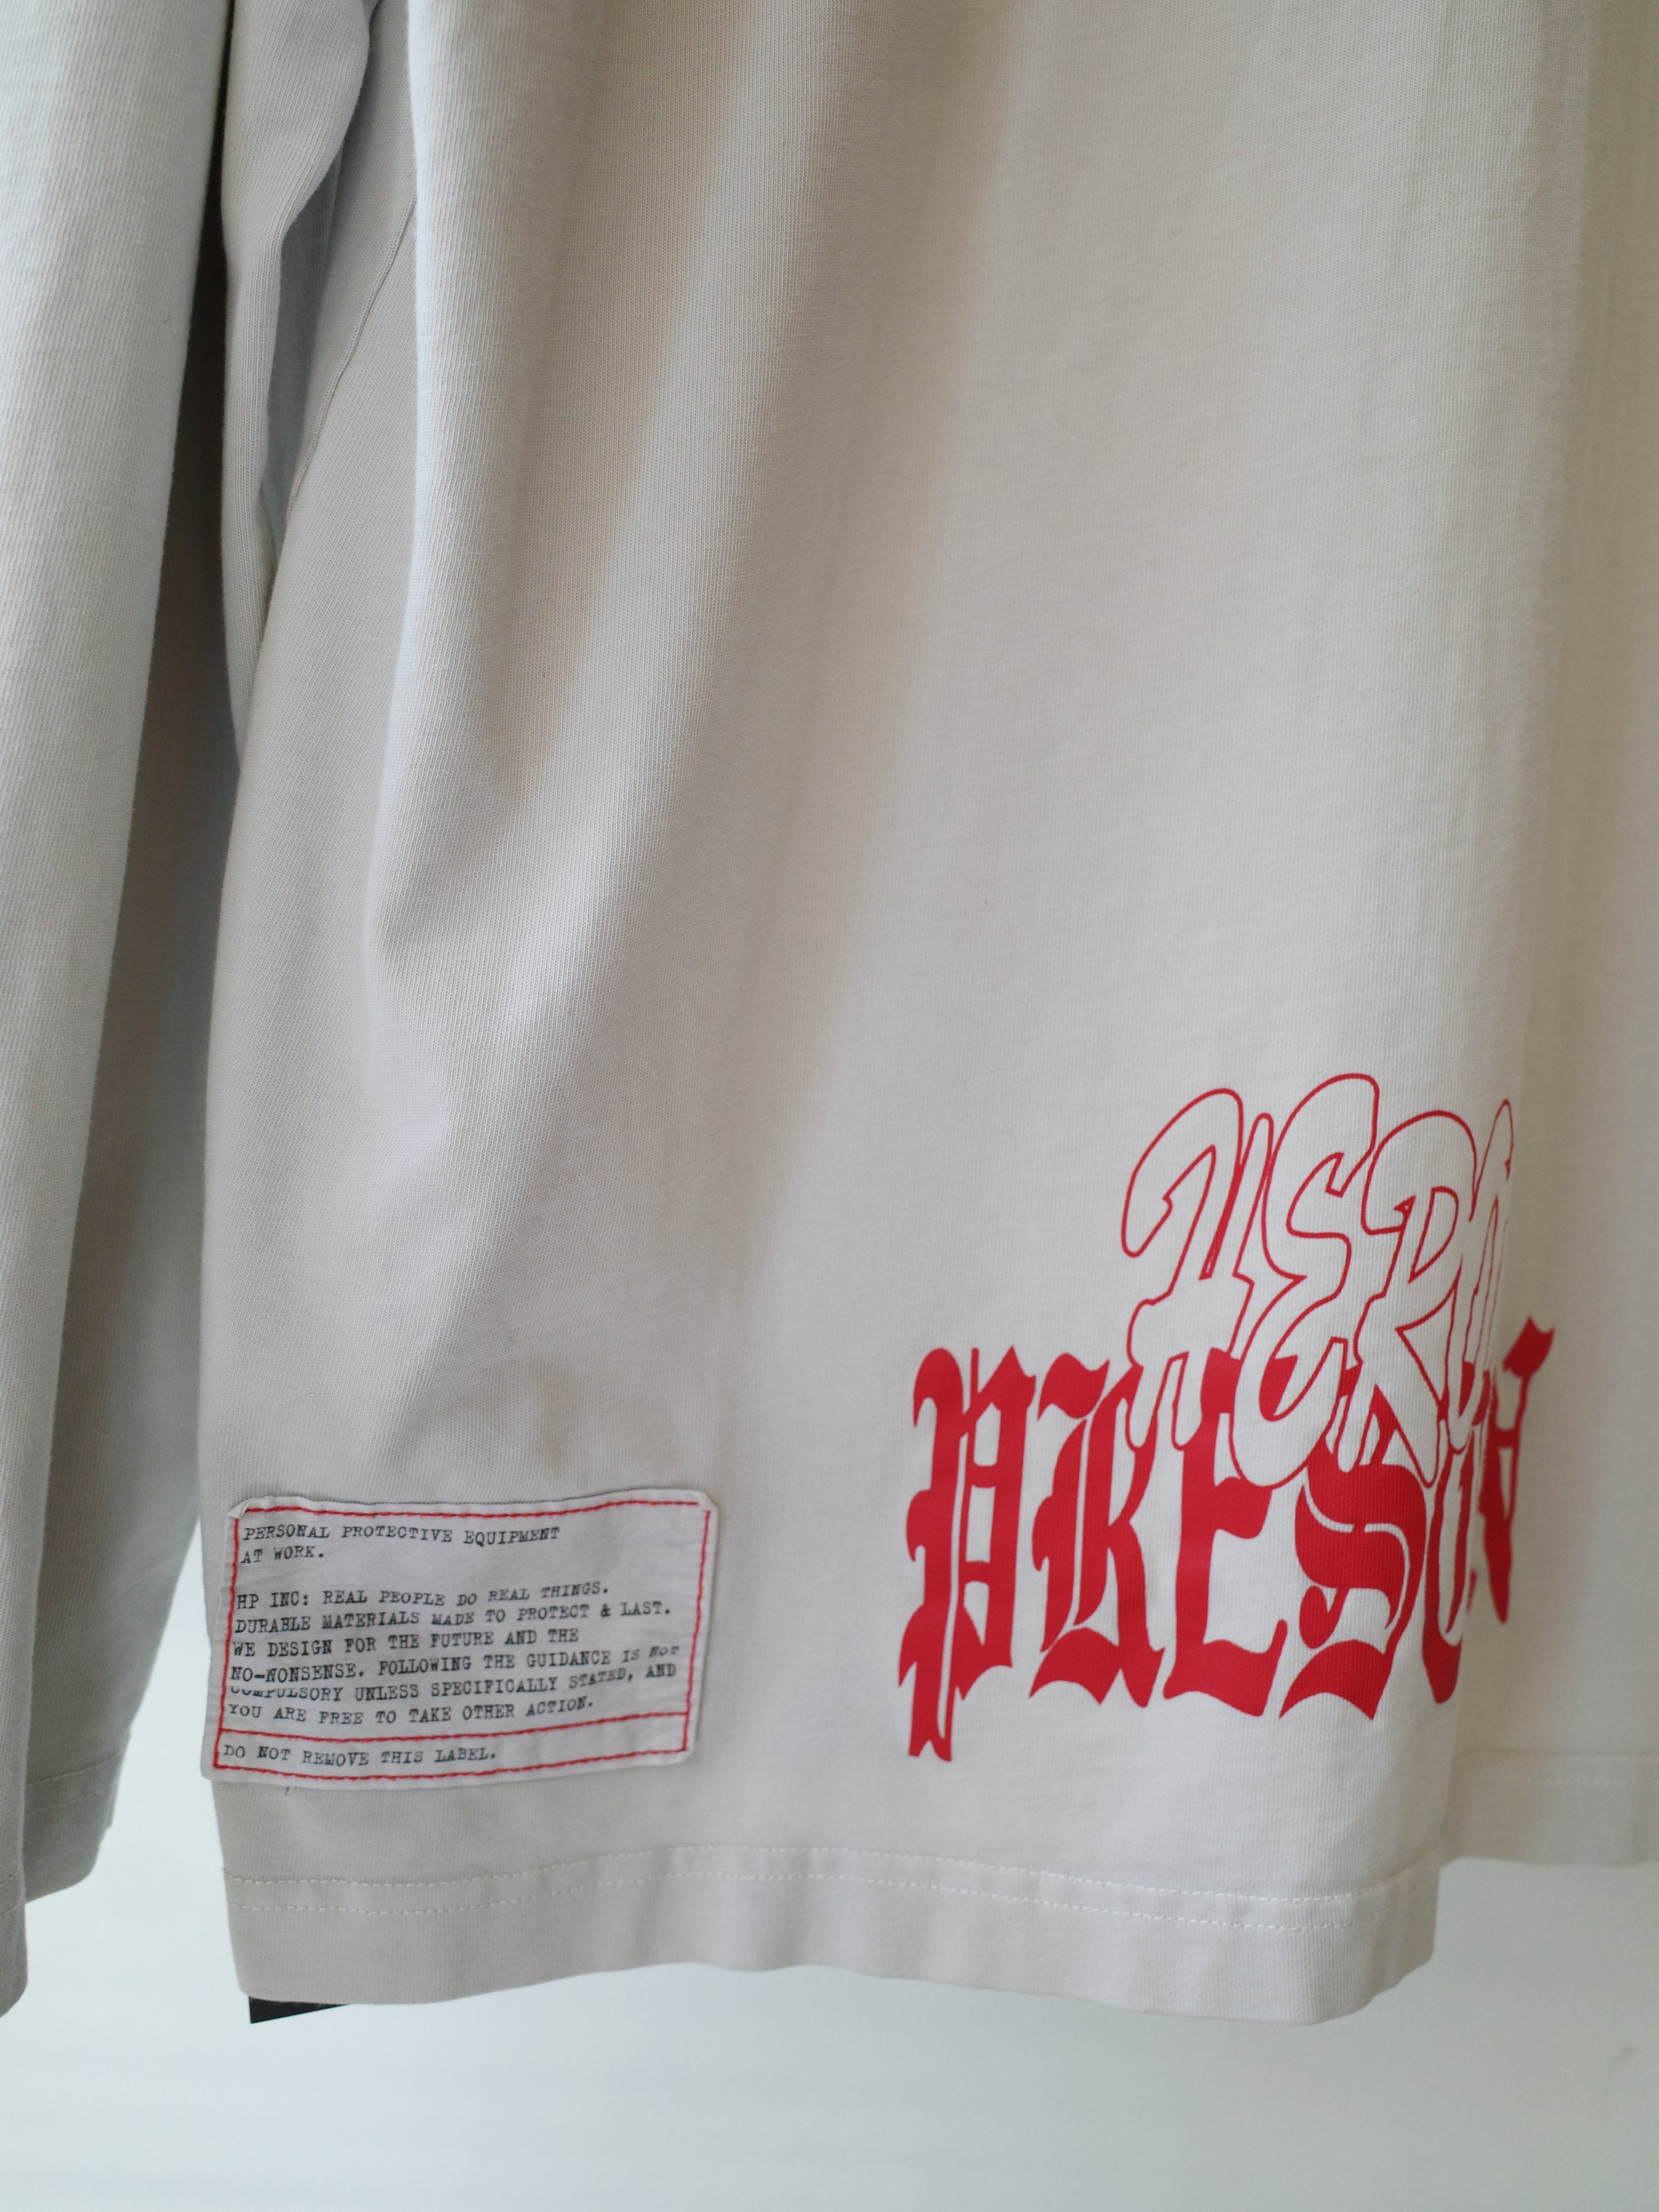 HERO
PRESO
PERSONAL PROTECTIVE EQUIPMENT
AT WORK.
HP INC: REAL PEOPLE DO REAL THINGS.
DURABLE MATERIALS MADE TO PROTECT & LAST.
WE DESIGN FOR THE FUTURE AND THE
NO-NONSENSE. FOLLOWING THE GUIDANCE IS NOT
COMPULSORY UNLESS SPECIFICALLY STATED, AND
YOU ARE FREE TO TAKE OTHER ACTION.
DO NOT REMOVE THIS LABEL.